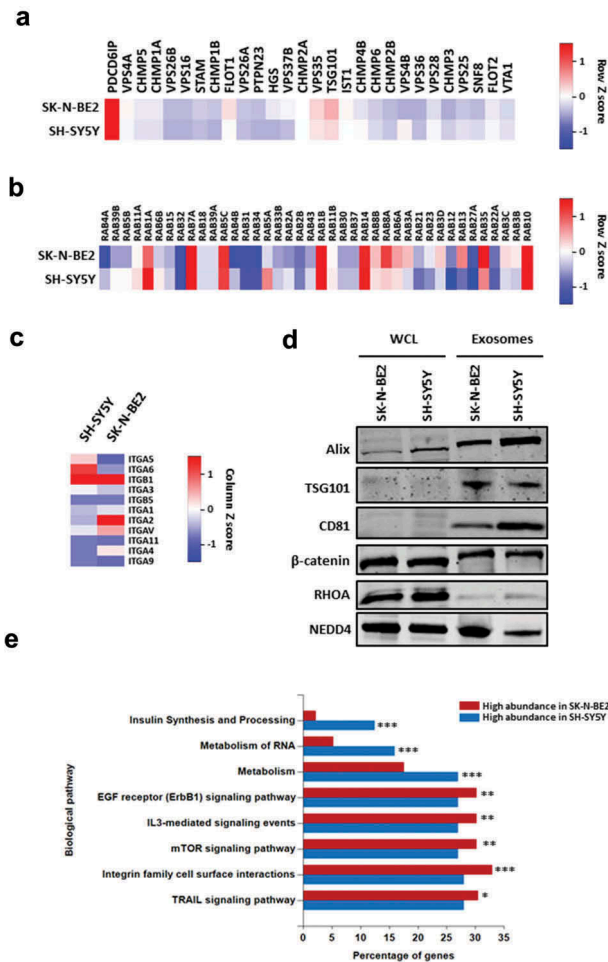 a
PDCD6IP
VPS4A
CHMP5
CHMP1A
VPS26B
VPS16
STAM
CHMP1B
FLOT1
VPS26A
PTPN23
HGS
VPS37B
CHMP2A
VPS35
TSG101
IST1
CHMP4B
CHMP6
CHMP2B
VPS4B
VPS36
VPS28
CHMP3
VPS25
SNF8
FLOT2
VTA1
SK-N-BE2
SH-SY5Y
1
0
-1
Row Z score
b
RAB4A
RAB39B
RAB5B
RAB11A
RAB1A
RAB6B
RAB15
RAB32
RAB7A
RAB18
RAB39A
RAB5C
RAB4B
RAB31
RAB34
RAB5A
RAB33B
RAB2A
RAB2B
RAB43
RAB1B
RAB11B
RAB30
RAB37
RAB14
RAB8B
RAB8A
RAB6A
RAB3A
RAB21
RAB23
RAB3D
RAB12
RAB13
RAB27A
RAB35
RAB22A
RAB3C
RAB3B
RAB10
SK-N-BE2
SH-SY5Y
1
0
-1
Row Z score
c
SH-SY5Y
SK-N-BE2
ITGA5
ITGA6
ITGB1
ITGA3
ITGB5
ITGA1
ITGA2
ITGAV
ITGA11
ITGA4
ITGA9
1
0
-1
Column Z score
d
WCL Exosomes
SK-N-BE2
SH-SY5Y
SK-N-BE2
SH-SY5Y
Alix
TSG101
CD81
β-catenin
RHOA
NEDD4
e
High abundance in SK-N-BE2
High abundance in SH-SY5Y
Biological pathway
Insulin Synthesis and Processing ***
Metabolism of RNA ***
Metabolism ***
EGF receptor (ErbB1) signaling pathway **
IL3-mediated signaling events **
mTOR signaling pathway **
Integrin family cell surface interactions ***
TRAIL signaling pathway *
0 5 10 15 20 25 30 35
Percentage of genes